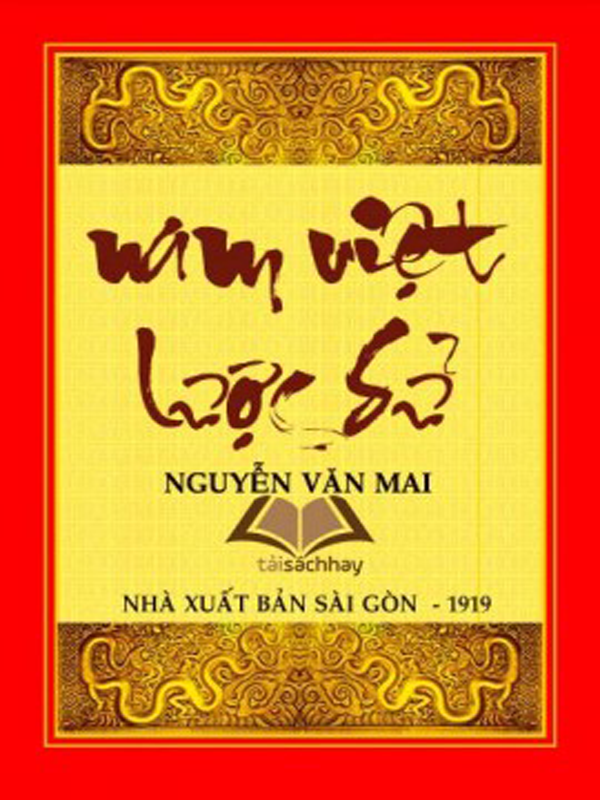 nam việt
lược sử
NGUYỄN VĂN MAI
tảisáchhay
NHÀ XUẤT BẢN SÀI GÒN - 1919